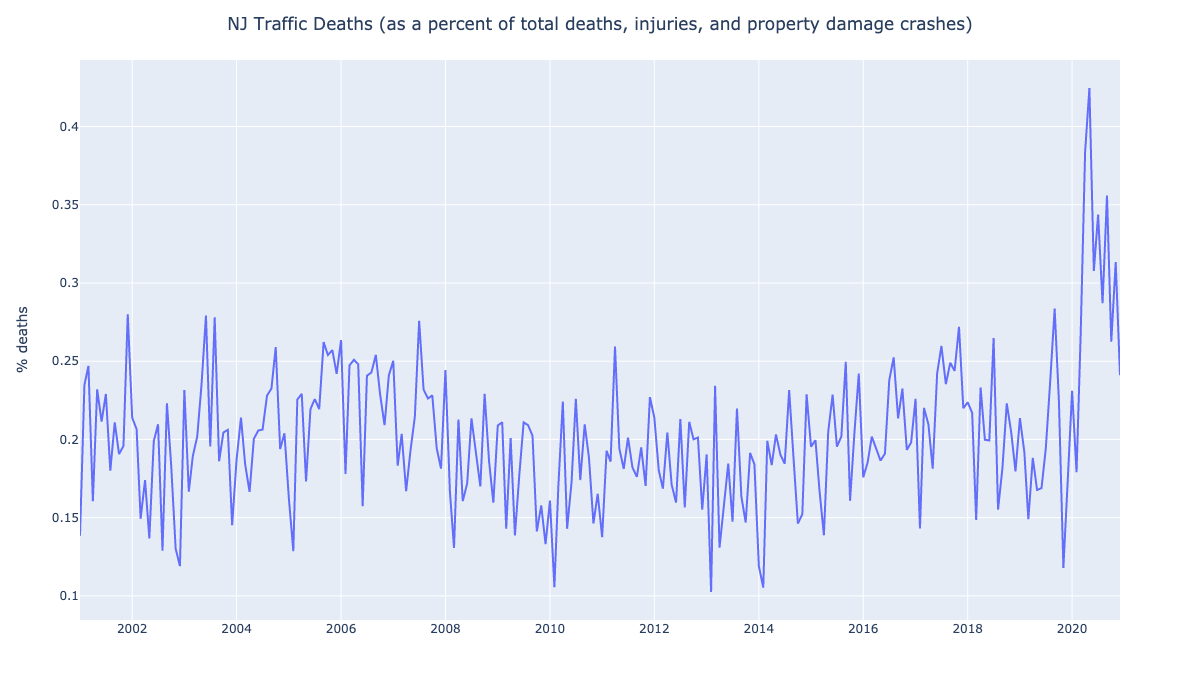 NJ Traffic Deaths (as a percent of total deaths, injuries, and property damage crashes)
% deaths
0.4
0.35
0.3
0.25
0.2
0.15
0.1
2002 2004 2006 2008 2010 2012 2014 2016 2018 2020